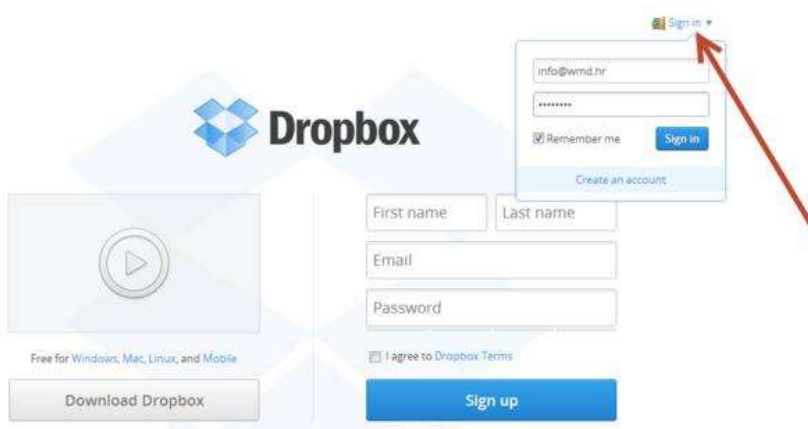 Sign in
info@wmd.hr
Remember me
Sign in
Create an account
Dropbox
First name
Last name
Email
Password
Free for Windows, Mac, Linux, and Mobile
I agree to Dropbox Terms
Download Dropbox
Sign up